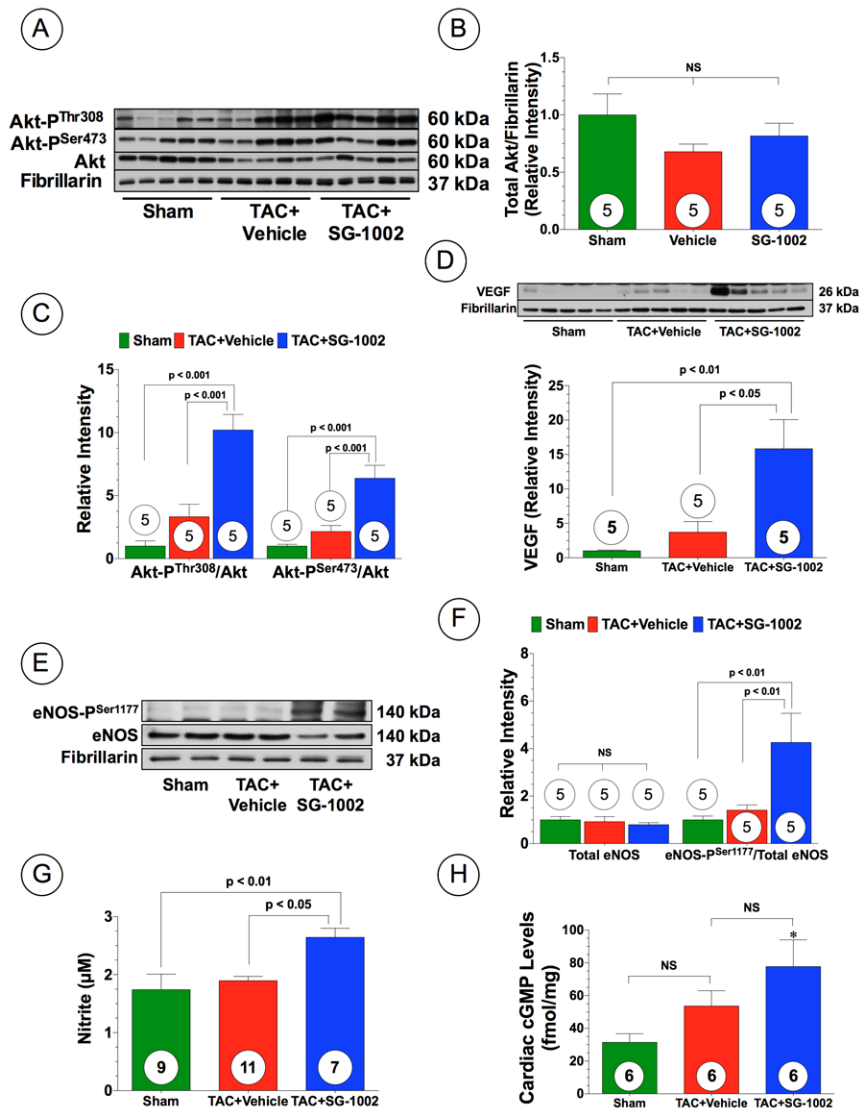 A
Akt-P^Thr308 60 kDa
Akt-P^Ser473 60 kDa
Akt 60 kDa
Fibrillarin 37 kDa
Sham TAC+ TAC+
Vehicle SG-1002
B
Total Akt/Fibrillarin
(Relative Intensity)
1.5
1.0
0.5
0.0
NS
5 5 5
Sham Vehicle SG-1002
C
Sham TAC+Vehicle TAC+SG-1002
Relative Intensity
15
10
5
0
p < 0.001
p < 0.001
p < 0.001
p < 0.001
5 5 5 5 5 5
Akt-P^Thr308/Akt Akt-P^Ser473/Akt
D
VEGF 26 kDa
Fibrillarin 37 kDa
Sham TAC+Vehicle TAC+SG-1002
VEGF (Relative Intensity)
25
20
15
10
5
0
p < 0.01
p < 0.05
5 5 5
Sham TAC+Vehicle TAC+SG-1002
E
eNOS-P^Ser1177 140 kDa
eNOS 140 kDa
Fibrillarin 37 kDa
Sham TAC+ TAC+
Vehicle SG-1002
F
Sham TAC+Vehicle TAC+SG-1002
Relative Intensity
8
6
4
2
0
NS
p < 0.01
p < 0.01
5 5 5 5 5 5
Total eNOS eNOS-P^Ser1177/Total eNOS
G
Nitrite (µM)
3
2
1
0
p < 0.01
p < 0.05
9 11 7
Sham TAC+Vehicle TAC+SG-1002
H
Cardiac cGMP Levels
(fmol/mg)
100
80
60
40
20
0
NS
NS
*
6 6 6
Sham TAC+Vehicle TAC+SG-1002